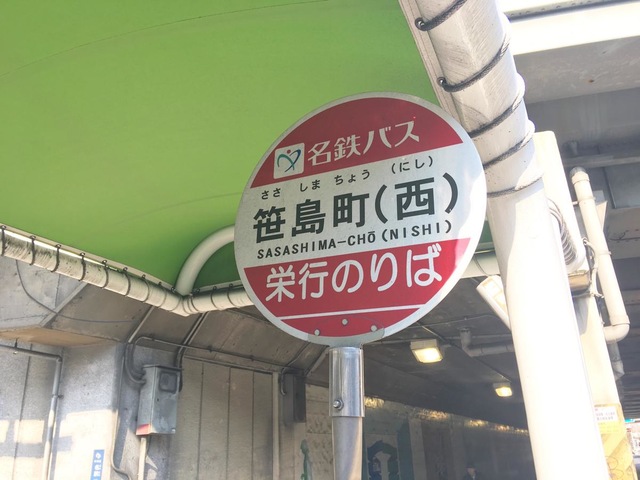 名鉄バス
ささ しま ちょう (にし)
笹島町(西)
SASASHIMA-CHŌ (NISHI)
栄行のりば